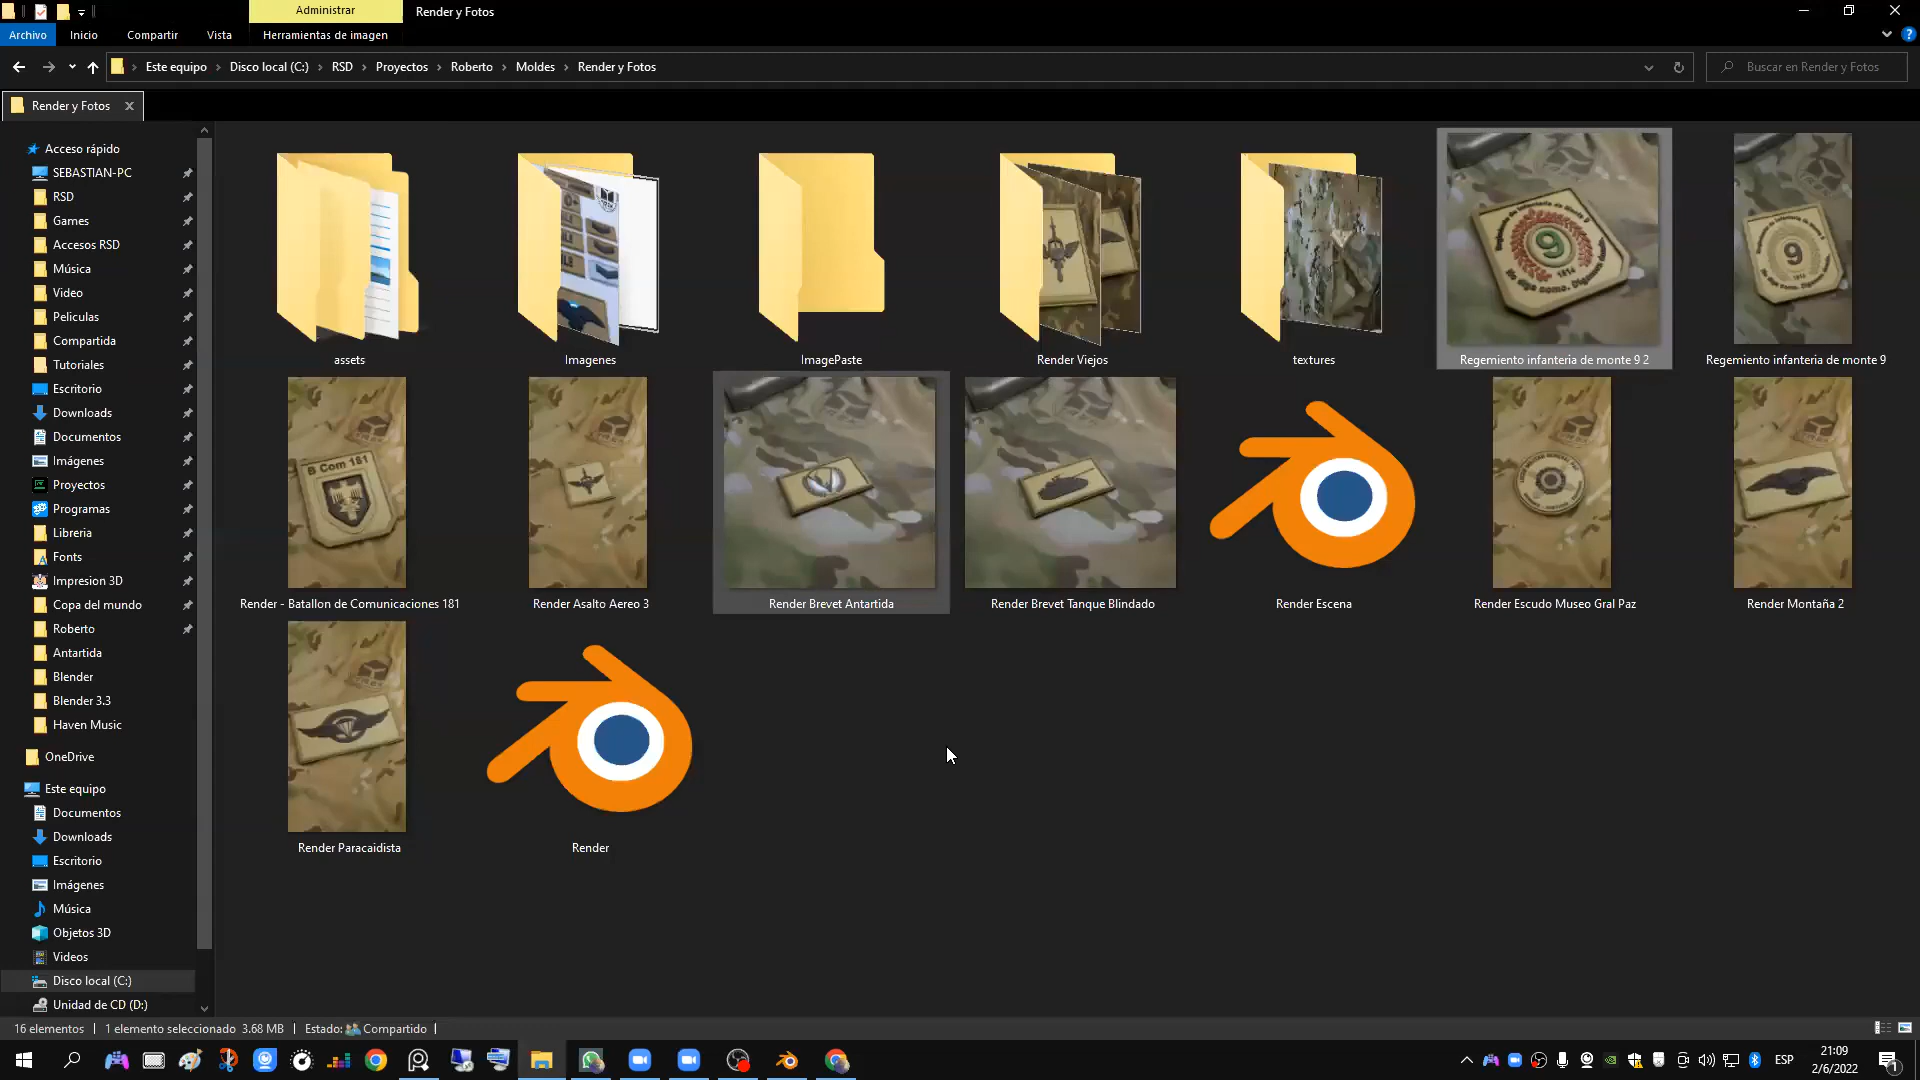 Administrar
Render y Fotos
Archivo
Inicio
Compartir
Vista
Herramientas de imagen
Este equipo
Disco local (C:)
RSD
Proyectos
Roberto
Moldes
Render y Fotos
Buscar en Render y Fotos
Render y Fotos
Acceso rápido
SEBASTIAN-PC
RSD
Games
Accesos RSD
Música
Video
Peliculas
Compartida
Tutoriales
Escritorio
Downloads
Documentos
Imágenes
Proyectos
Programas
Libreria
Fonts
Impresion 3D
Copa del mundo
Roberto
Antartida
Blender
Blender 3.3
Haven Music
OneDrive
Este equipo
Documentos
Downloads
Escritorio
Imágenes
Música
Objetos 3D
Videos
Disco local (C:)
Unidad de CD (D:)
assets
Imagenes
ImagePaste
Render Viejos
textures
9
1814
Regemiento infanteria de monte 9 2
9
Regemiento infanteria de monte 9
B Com 181
Render - Batallon de Comunicaciones 181
Render Asalto Aereo 3
Render Brevet Antartida
Render Brevet Tanque Blindado
Render Escena
Render Escudo Museo Gral Paz
Render Montaña 2
Render Paracaidista
Render
16 elementos
1 elemento seleccionado 3.68 MB
Estado: Compartido
ESP
21:09
2/6/2022
1